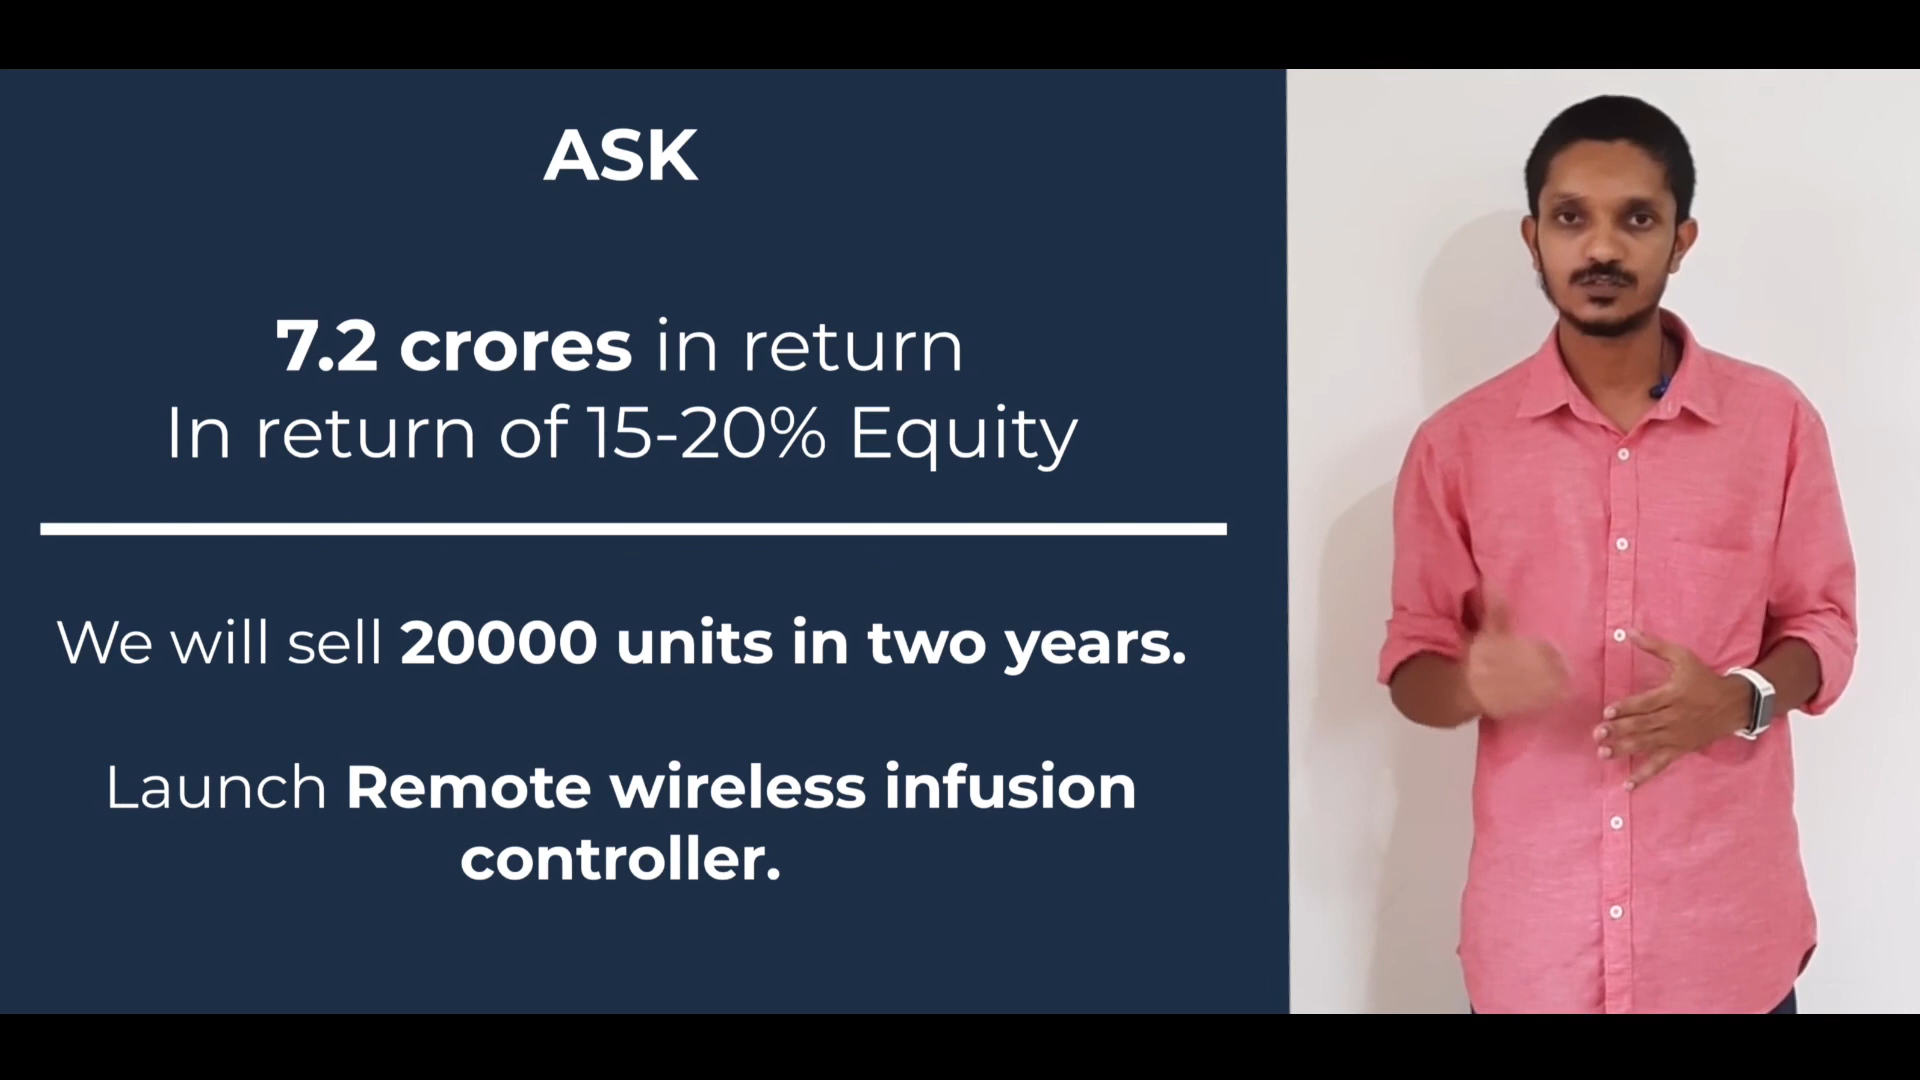 ASK
7.2 crores in return
In return of 15-20% Equity
We will sell 20000 units in two years.
Launch Remote wireless infusion
controller.